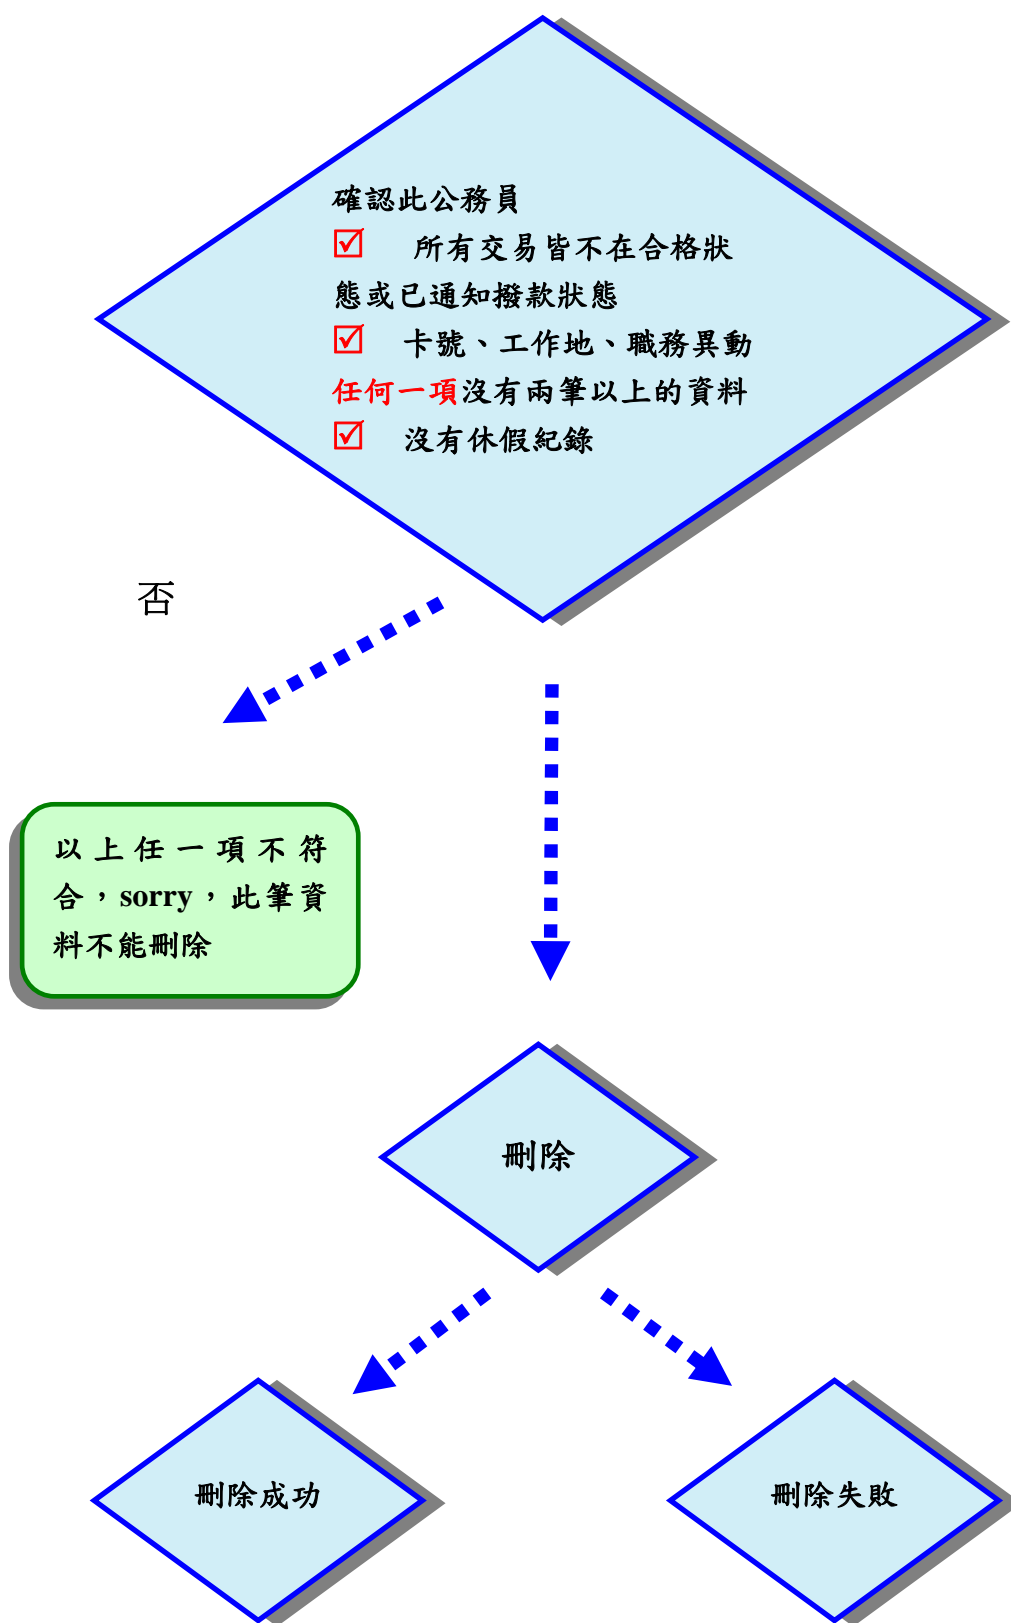 確認此公務員
☑ 所有交易皆不在合格狀
態或已通知撥款狀態
☑ 卡號、工作地、職務異動
任何一項沒有兩筆以上的資料
☑ 沒有休假紀錄
否
以上任一項不符
合，sorry，此筆資
料不能刪除
刪除
刪除成功
刪除失敗